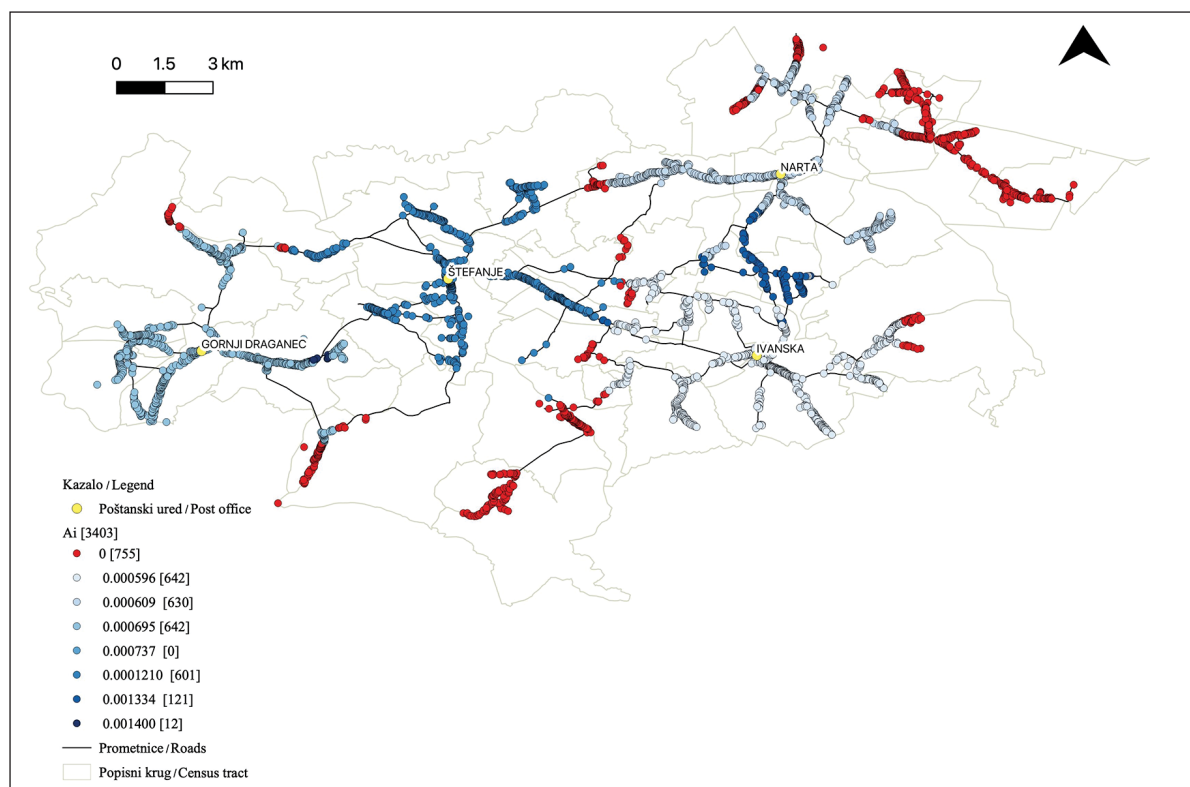 0 1.5 3 km
NARTA
ŠTEFANJE
GORNJI DRAGANEĆ
IVANSKA
Kazalo / Legend
Poštanski ured / Post office
Ai [3403]
0 [755]
0.000596 [642]
0.000609 [630]
0.000695 [642]
0.000737 [0]
0.0001210 [601]
0.001334 [121]
0.001400 [12]
Prometnice / Roads
Popisni krug / Census tract